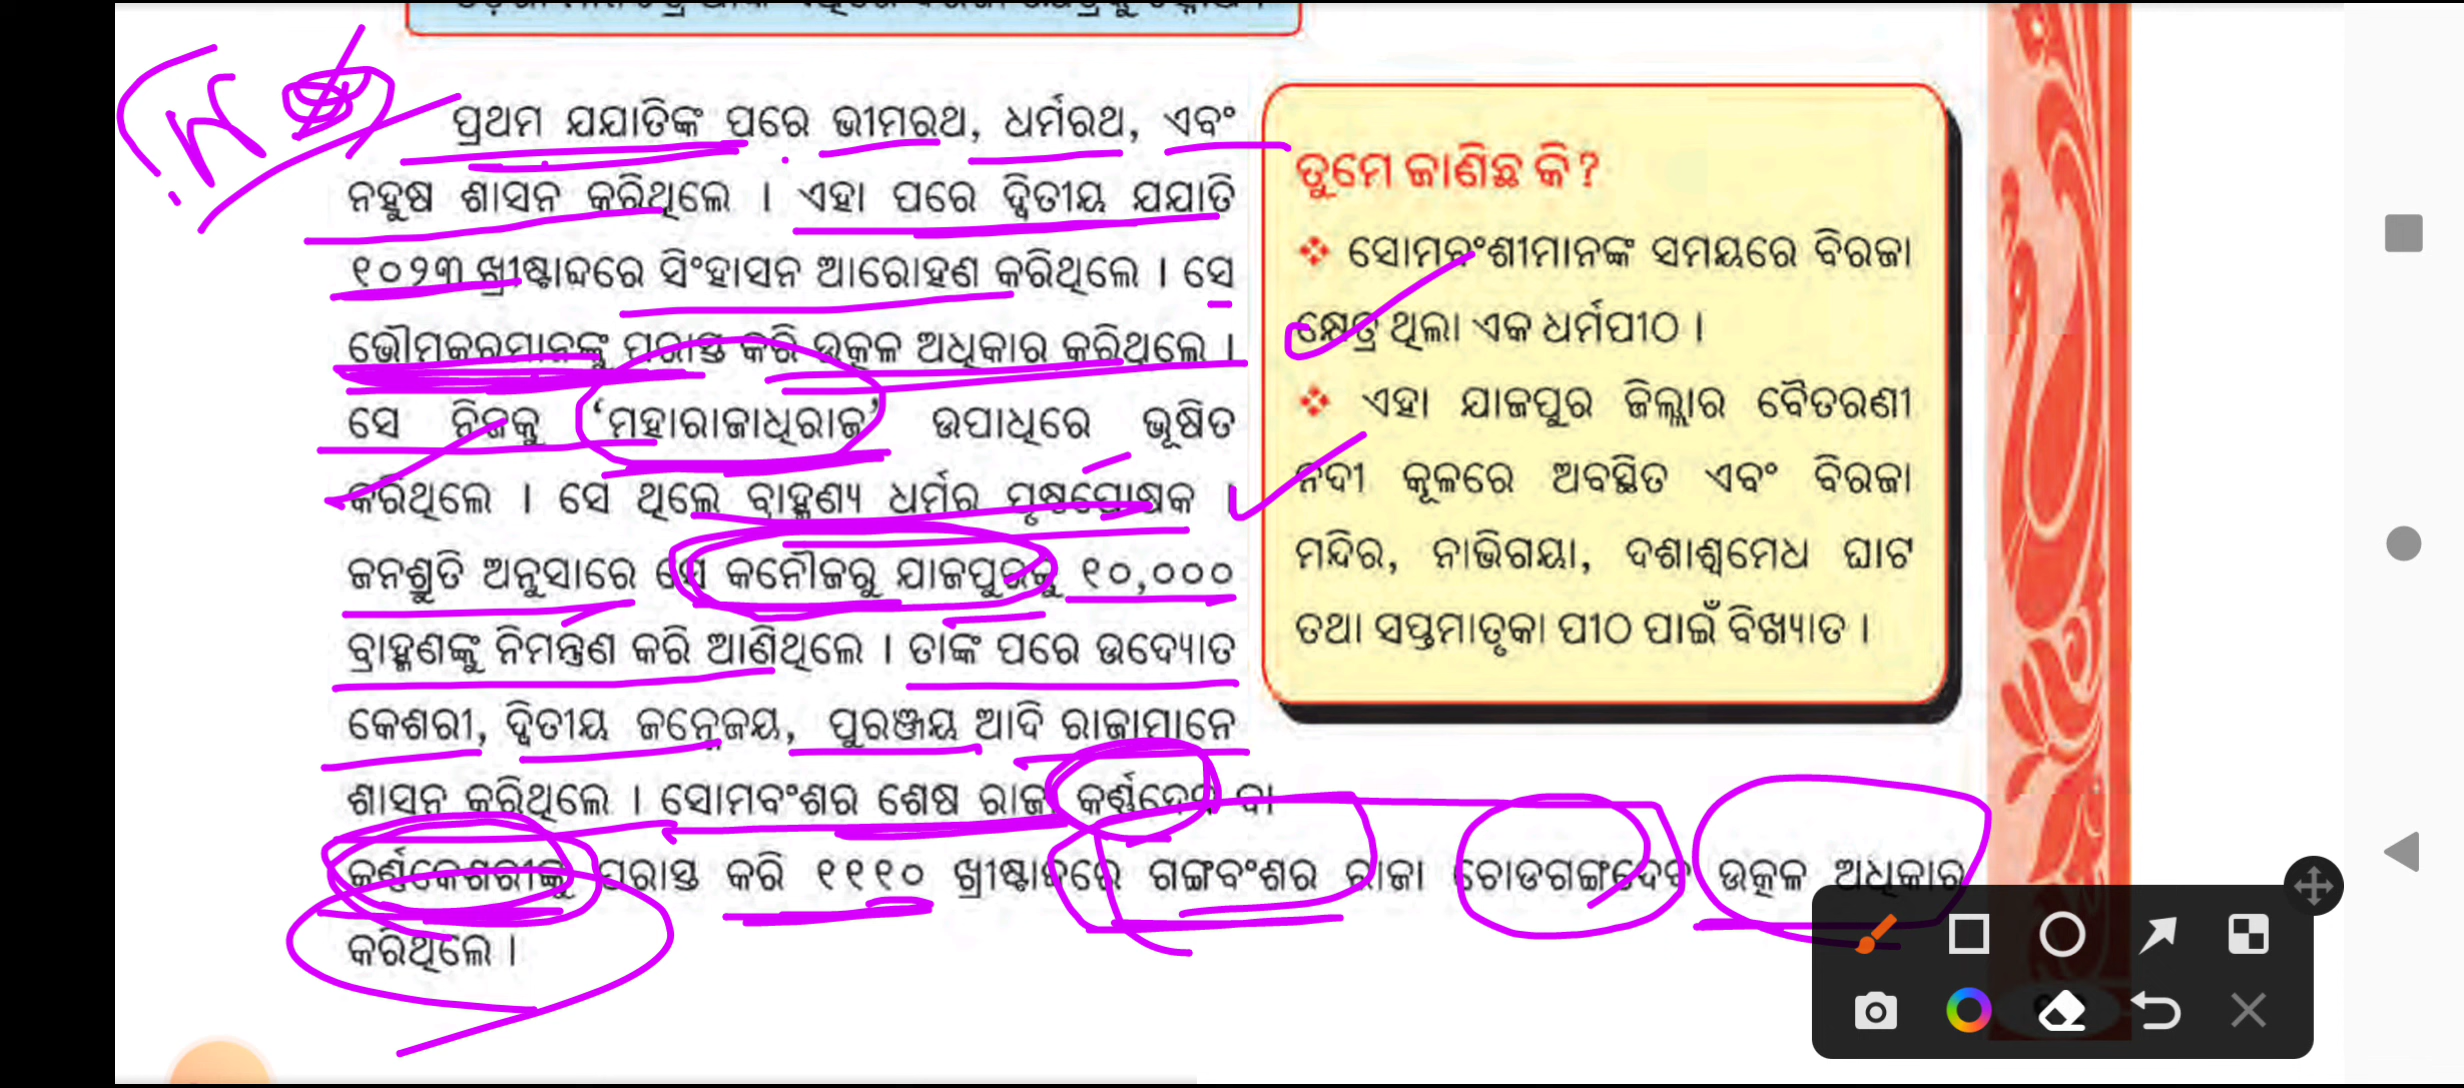 ପ୍ରଥମ ଯଯାତିଙ୍କ ପରେ ଭୀମରଥ, ଧର୍ମରଥ, ଏବଂ
ନହୁଷ ଶାସନ କରିଥିଲେ । ଏହା ପରେ ଦ୍ଵିତୀୟ ଯଯାତି
୧୦୨୩ ଖ୍ରୀଷ୍ଟାବ୍ଦରେ ସିଂହାସନ ଆରୋହଣ କରିଥିଲେ । ସେ
ଭୌମକରମାନଙ୍କୁ ପରାସ୍ତ କରି ଉତ୍କଳ ଅଧିକାର କରିଥିଲେ ।
ସେ ନିଜକୁ ‘ମହାରାଜାଧିରାଜ’ ଉପାଧିରେ ଭୂଷିତ
କରିଥିଲେ । ସେ ଥିଲେ ବ୍ରାହ୍ମଣ୍ୟ ଧର୍ମର ପୃଷ୍ଠପୋଷକ ।
ଜନଶ୍ରୁତି ଅନୁସାରେ ସେ କନୌଜରୁ ଯାଜପୁରକୁ ୧୦,୦୦୦
ବ୍ରାହ୍ମଣଙ୍କୁ ନିମନ୍ତ୍ରଣ କରି ଆଣିଥିଲେ । ତାଙ୍କ ପରେ ଉଦ୍ୟୋତ
କେଶରୀ, ଦ୍ଵିତୀୟ ଜନ୍ମେଜୟ, ପୁରଞ୍ଜୟ ଆଦି ରାଜାମାନେ
ଶାସନ କରିଥିଲେ । ସୋମବଂଶର ଶେଷ ରାଜା କର୍ଣ୍ଣଦେବ ବା
କର୍ଣ୍ଣକେଶରୀଙ୍କୁ ପରାସ୍ତ କରି ୧୧୧୦ ଖ୍ରୀଷ୍ଟାବ୍ଦରେ ଗଙ୍ଗବଂଶର ରାଜା ଚୋଡଗଙ୍ଗଦେବ ଉତ୍କଳ ଅଧିକାର
କରିଥିଲେ ।
ତୁମେ ଜାଣିଛ କି?
❖ ସୋମବଂଶୀମାନଙ୍କ ସମୟରେ ବିରଜା
କ୍ଷେତ୍ର ଥିଲା ଏକ ଧର୍ମପୀଠ ।
❖ ଏହା ଯାଜପୁର ଜିଲ୍ଲାର ବୈତରଣୀ
ନଦୀ କୂଳରେ ଅବସ୍ଥିତ ଏବଂ ବିରଜା
ମନ୍ଦିର, ନାଭିଗୟା, ଦଶାଶ୍ୱମେଧ ଘାଟ
ତଥା ସପ୍ତମାତୃକା ପୀଠ ପାଇଁ ବିଖ୍ୟାତ ।